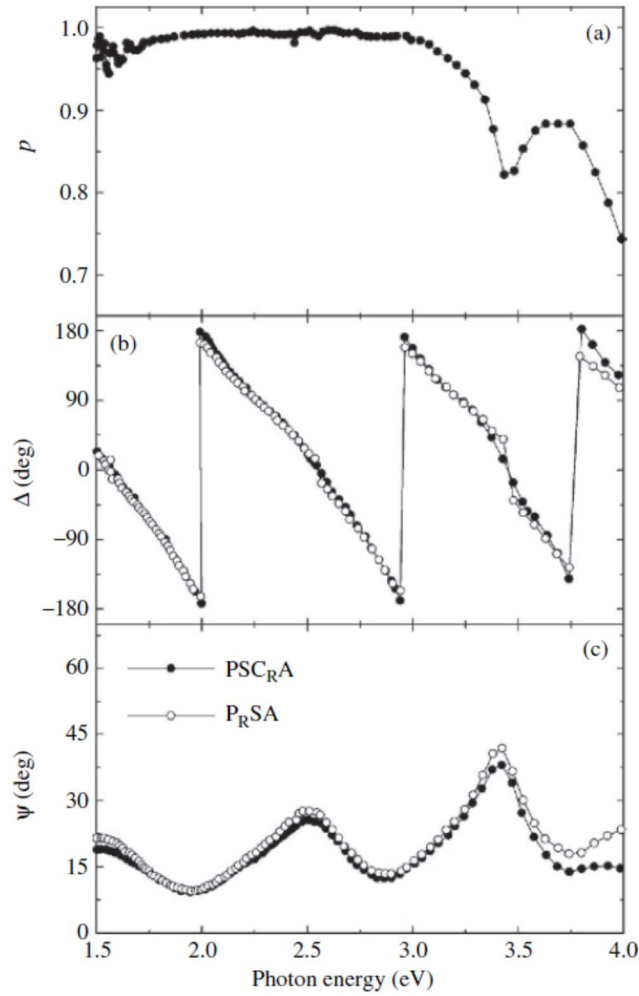 1.0
(a)
0.9
p
0.8
0.7
180
(b)
90
Δ (deg)
0
−90
−180
(c)
60
PSC_RA
P_RSA
45
ψ (deg)
30
15
0
1.5 2.0 2.5 3.0 3.5 4.0
Photon energy (eV)